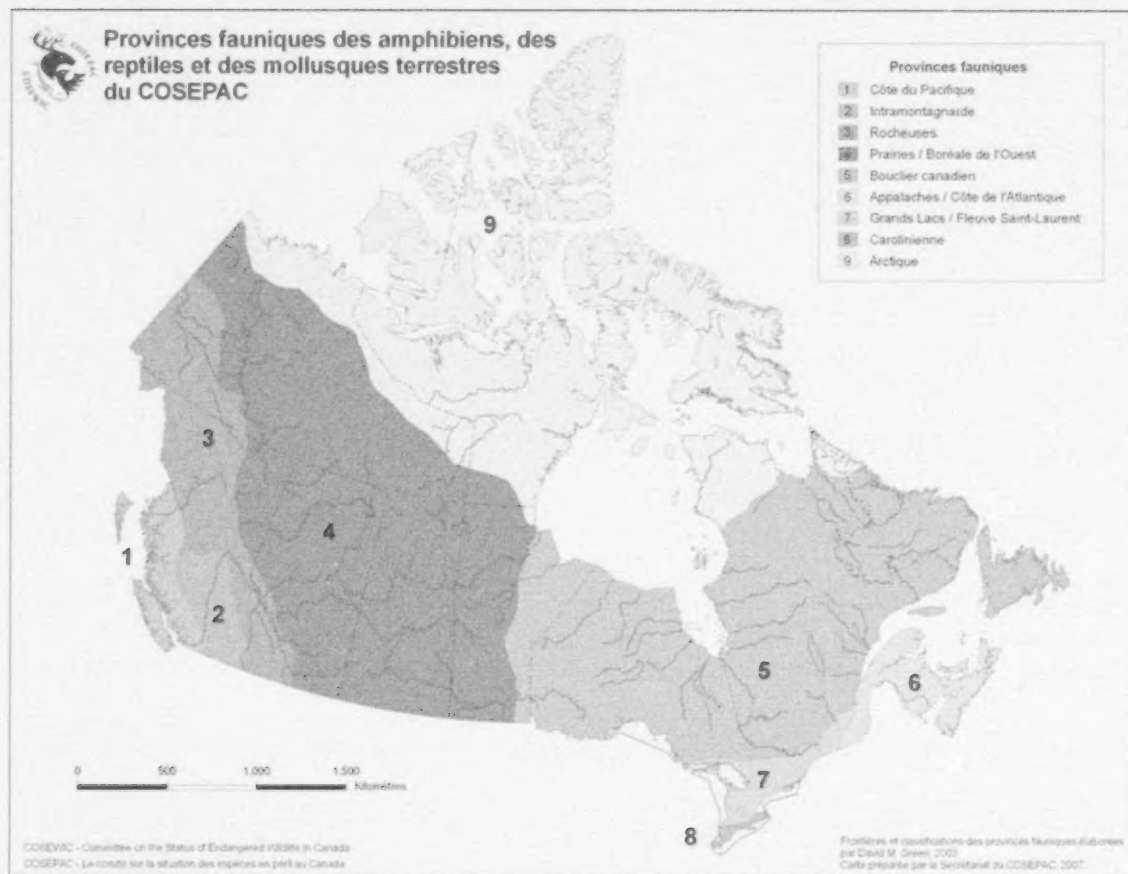 Provinces fauniques des amphibiens, des
reptiles et des mollusques terrestres
du COSEPAC
Provinces fauniques
1 Côte du Pacifique
2 Intramontagnarde
3 Rocheuses
4 Prairies / Boréale de l'Ouest
5 Bouclier canadien
6 Appalaches / Côte de l'Atlantique
7 Grands Lacs / Fleuve Saint-Laurent
8 Carolinienne
9 Arctique
9
3
4
1
2
5
6
7
8
0 500 1.000 1.500
Kilomètres
COSEWIC - Committee on the Status of Endangered Wildlife in Canada
COSEPAC - Le comité sur la situation des espèces en péril au Canada
Frontières et classifications des provinces fauniques élaborées
par David M. Green, 2003
Carte préparée par le Secrétariat du COSEPAC, 2007